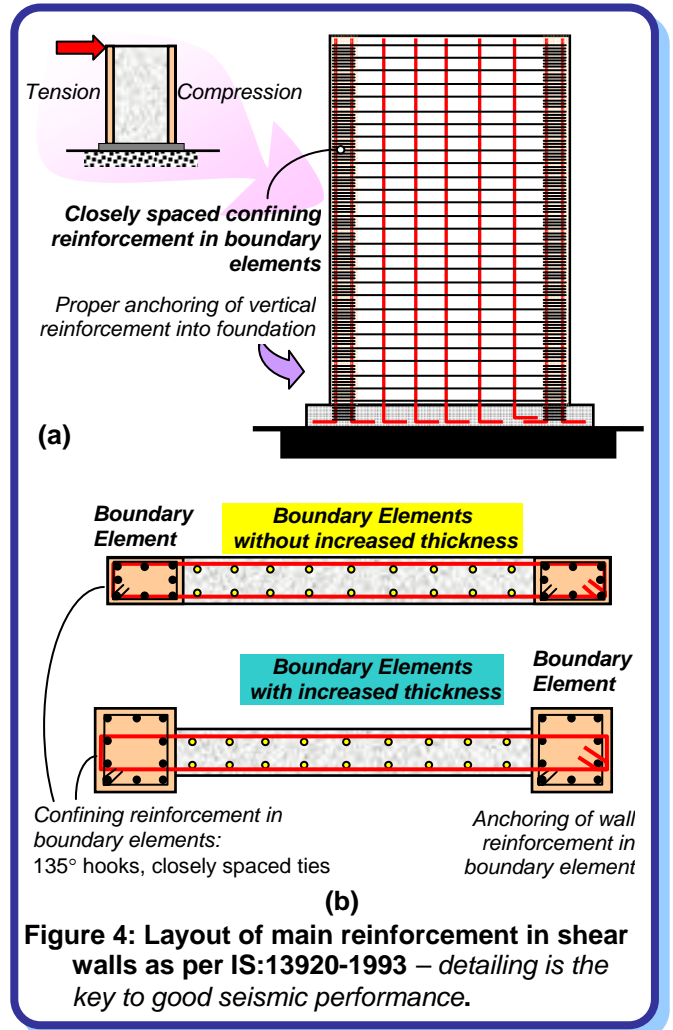 Tension
Compression
Closely spaced confining
reinforcement in boundary
elements
Proper anchoring of vertical
reinforcement into foundation
(a)
Boundary
Element
Boundary Elements
without increased thickness
Boundary Elements
with increased thickness
Boundary
Element
Confining reinforcement in
boundary elements:
135° hooks, closely spaced ties
Anchoring of wall
reinforcement in
boundary element
(b)
Figure 4: Layout of main reinforcement in shear
walls as per IS:13920-1993 – detailing is the
key to good seismic performance.